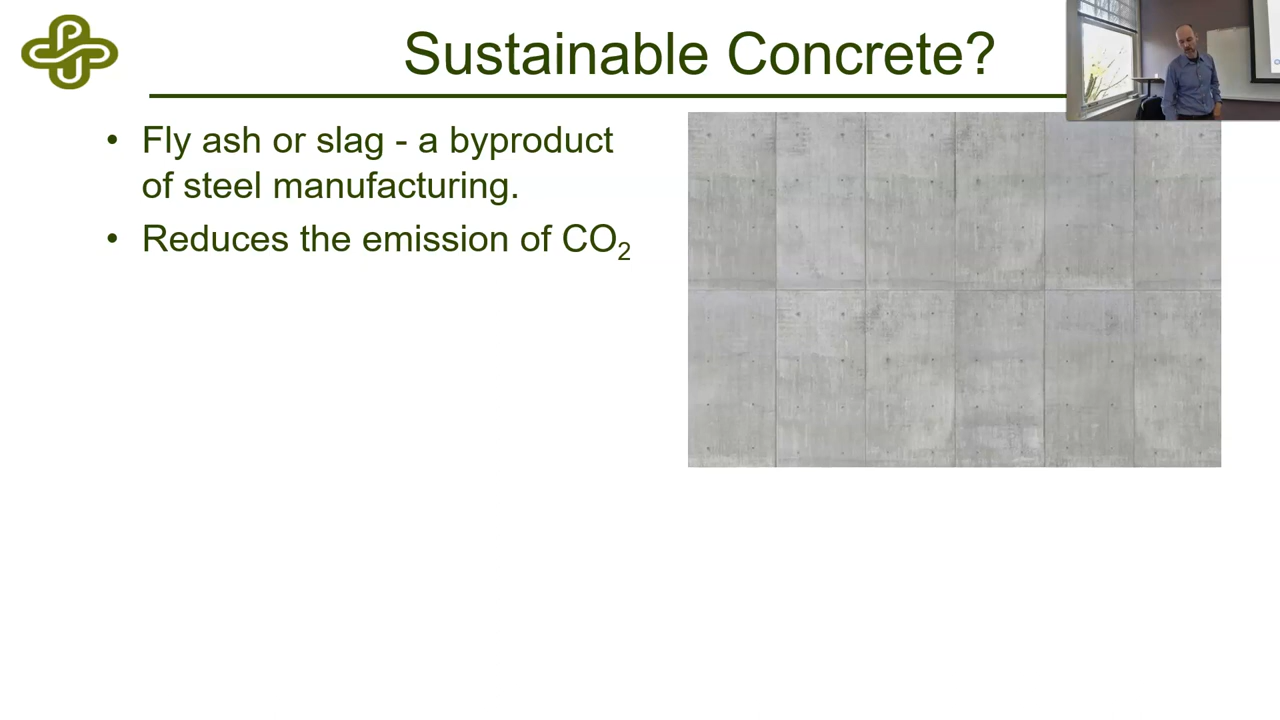 Sustainable Concrete?
• Fly ash or slag - a byproduct
of steel manufacturing.
• Reduces the emission of CO₂